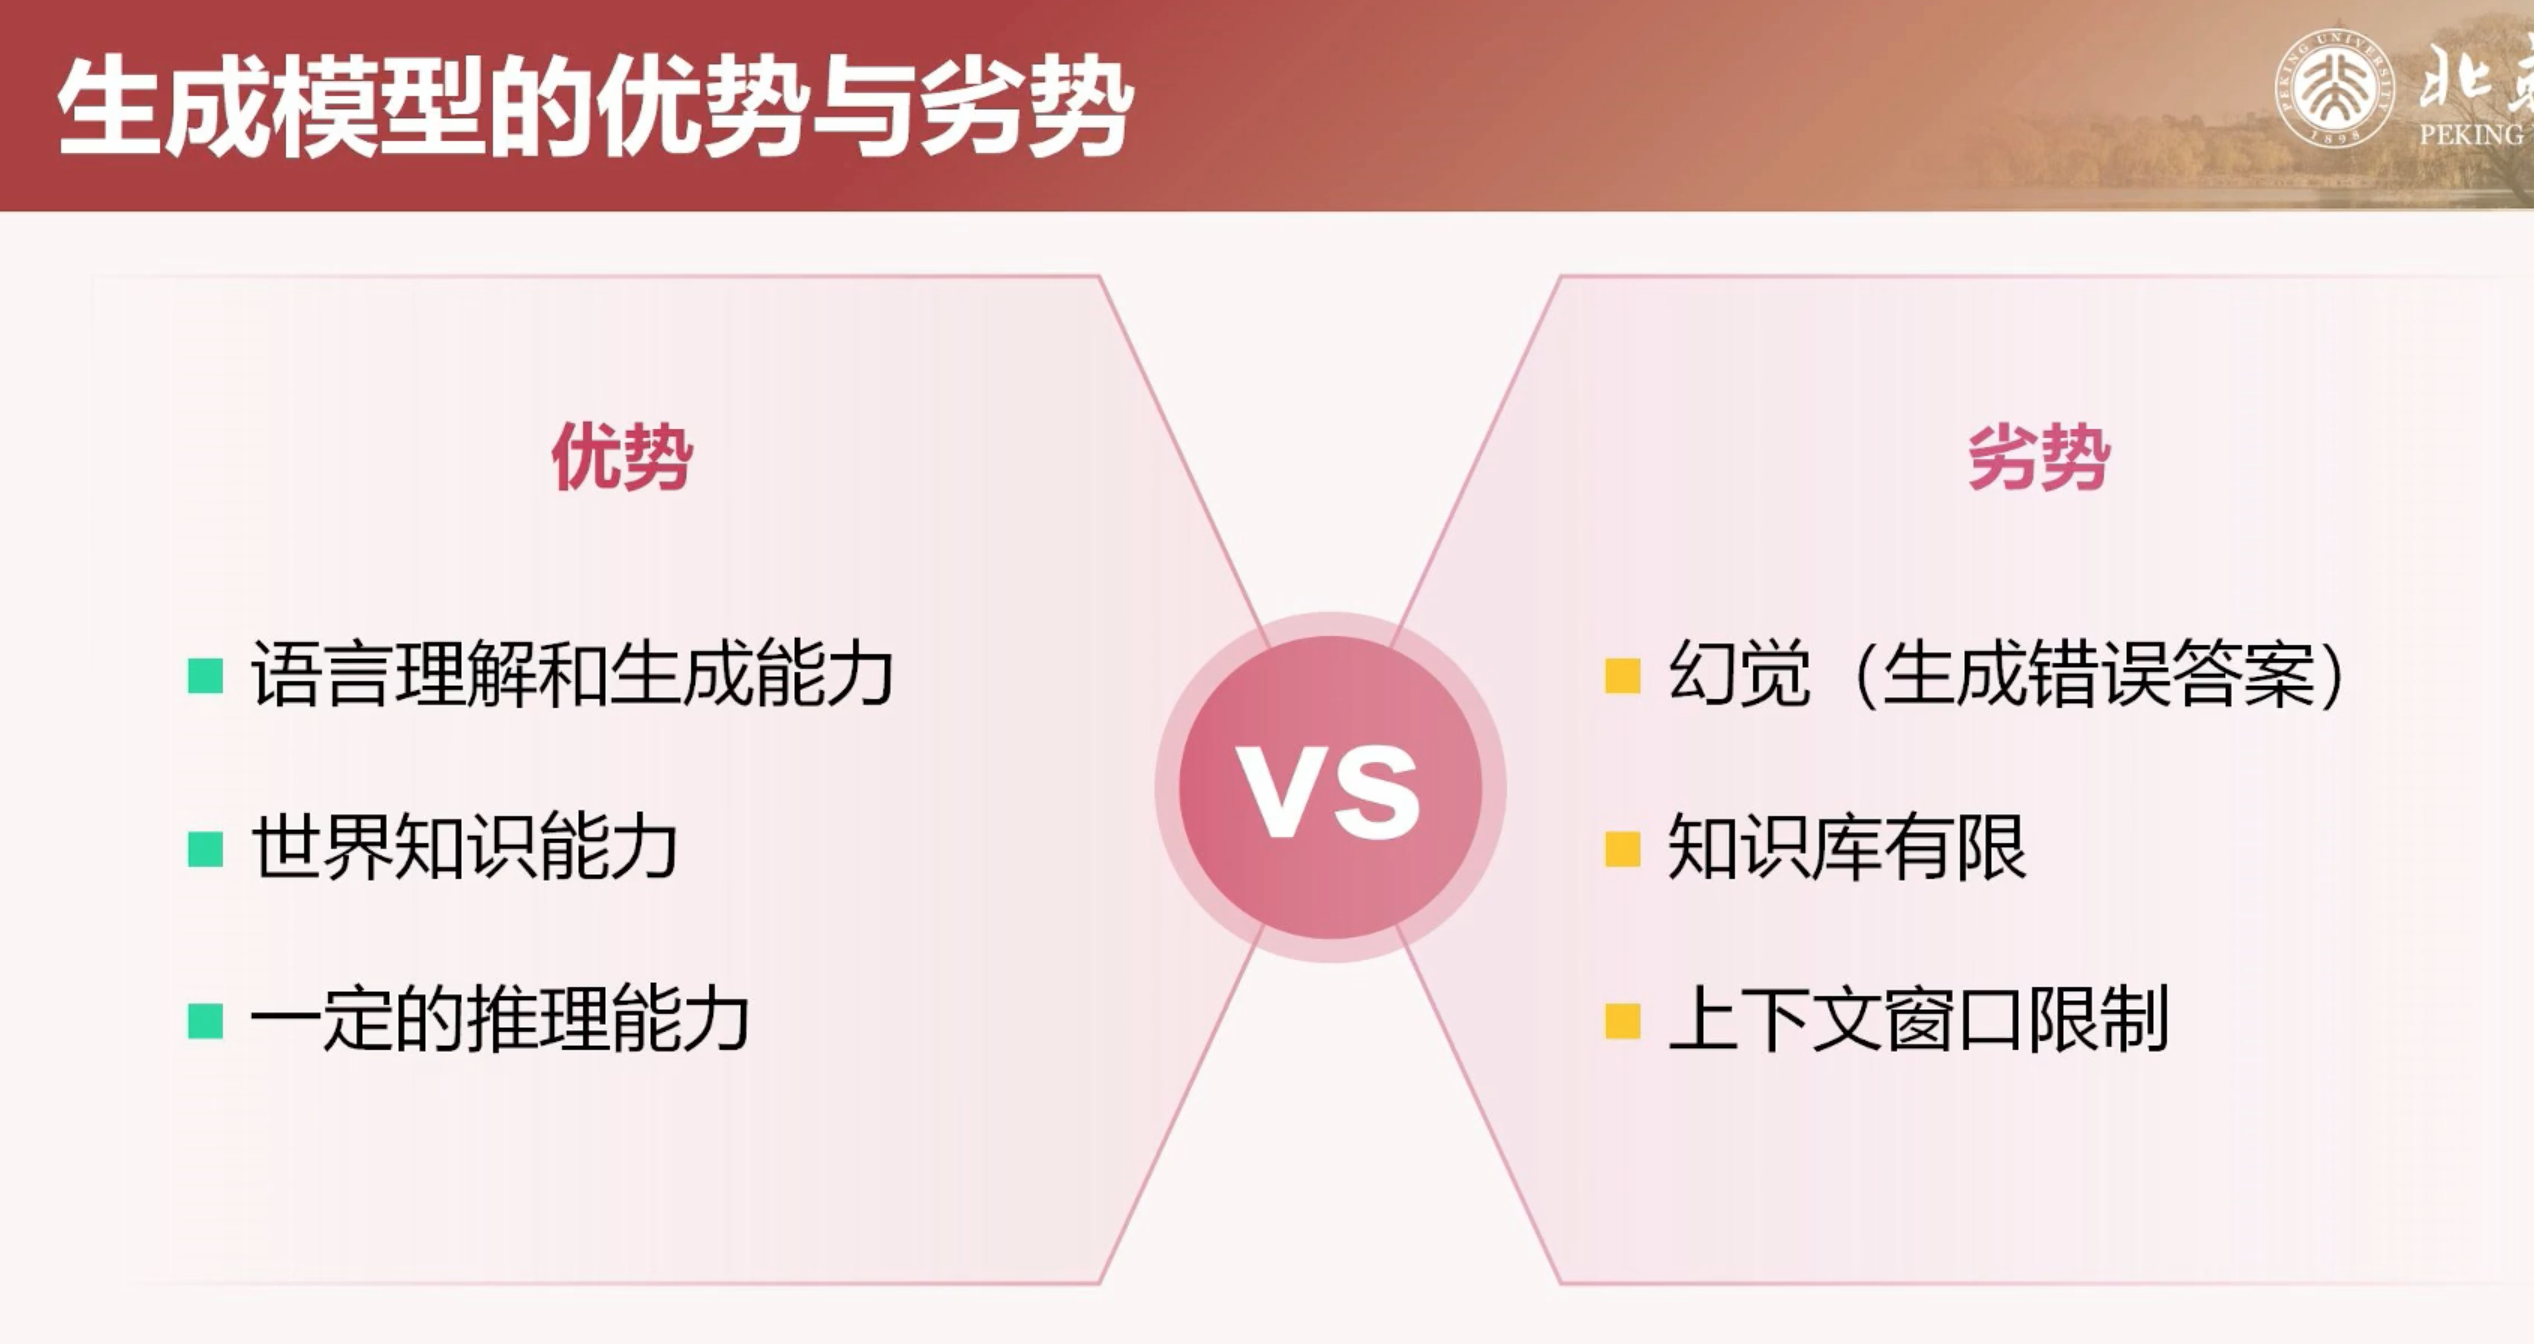 生成模型的优势与劣势
PEKING UNIVERSITY
1898
北
PEKING
优势
语言理解和生成能力
世界知识能力
一定的推理能力
VS
劣势
幻觉（生成错误答案）
知识库有限
上下文窗口限制